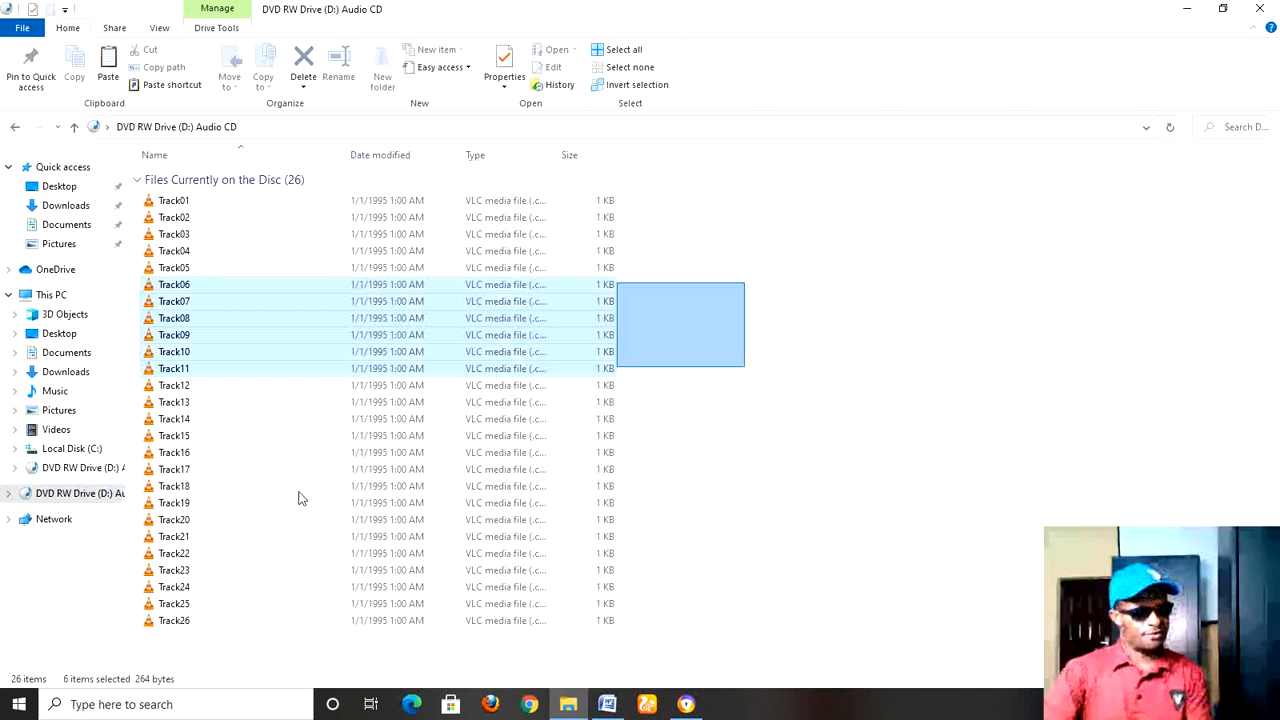 Manage
DVD RW Drive (D:) Audio CD
File
Home
Share
View
Drive Tools
Pin to Quick access
Copy
Paste
Cut
Copy path
Paste shortcut
Clipboard
Move to
Copy to
Delete
Rename
Organize
New folder
New item
Easy access
New
Properties
Open
Edit
History
Open
Select all
Select none
Invert selection
Select
DVD RW Drive (D:) Audio CD
Search D...
Name
Date modified
Type
Size
Quick access
Desktop
Downloads
Documents
Pictures
OneDrive
This PC
3D Objects
Desktop
Documents
Downloads
Music
Pictures
Videos
Local Disk (C:)
DVD RW Drive (D:) A
DVD RW Drive (D:) Au
Network
Files Currently on the Disc (26)
Track01 1/1/1995 1:00 AM VLC media file (.c... 1 KB
Track02 1/1/1995 1:00 AM VLC media file (.c... 1 KB
Track03 1/1/1995 1:00 AM VLC media file (.c... 1 KB
Track04 1/1/1995 1:00 AM VLC media file (.c... 1 KB
Track05 1/1/1995 1:00 AM VLC media file (.c... 1 KB
Track06 1/1/1995 1:00 AM VLC media file (.c... 1 KB
Track07 1/1/1995 1:00 AM VLC media file (.c... 1 KB
Track08 1/1/1995 1:00 AM VLC media file (.c... 1 KB
Track09 1/1/1995 1:00 AM VLC media file (.c... 1 KB
Track10 1/1/1995 1:00 AM VLC media file (.c... 1 KB
Track11 1/1/1995 1:00 AM VLC media file (.c... 1 KB
Track12 1/1/1995 1:00 AM VLC media file (.c... 1 KB
Track13 1/1/1995 1:00 AM VLC media file (.c... 1 KB
Track14 1/1/1995 1:00 AM VLC media file (.c... 1 KB
Track15 1/1/1995 1:00 AM VLC media file (.c... 1 KB
Track16 1/1/1995 1:00 AM VLC media file (.c... 1 KB
Track17 1/1/1995 1:00 AM VLC media file (.c... 1 KB
Track18 1/1/1995 1:00 AM VLC media file (.c... 1 KB
Track19 1/1/1995 1:00 AM VLC media file (.c... 1 KB
Track20 1/1/1995 1:00 AM VLC media file (.c... 1 KB
Track21 1/1/1995 1:00 AM VLC media file (.c... 1 KB
Track22 1/1/1995 1:00 AM VLC media file (.c... 1 KB
Track23 1/1/1995 1:00 AM VLC media file (.c... 1 KB
Track24 1/1/1995 1:00 AM VLC media file (.c... 1 KB
Track25 1/1/1995 1:00 AM VLC media file (.c... 1 KB
Track26 1/1/1995 1:00 AM VLC media file (.c... 1 KB
26 items
6 items selected 264 bytes
Type here to search